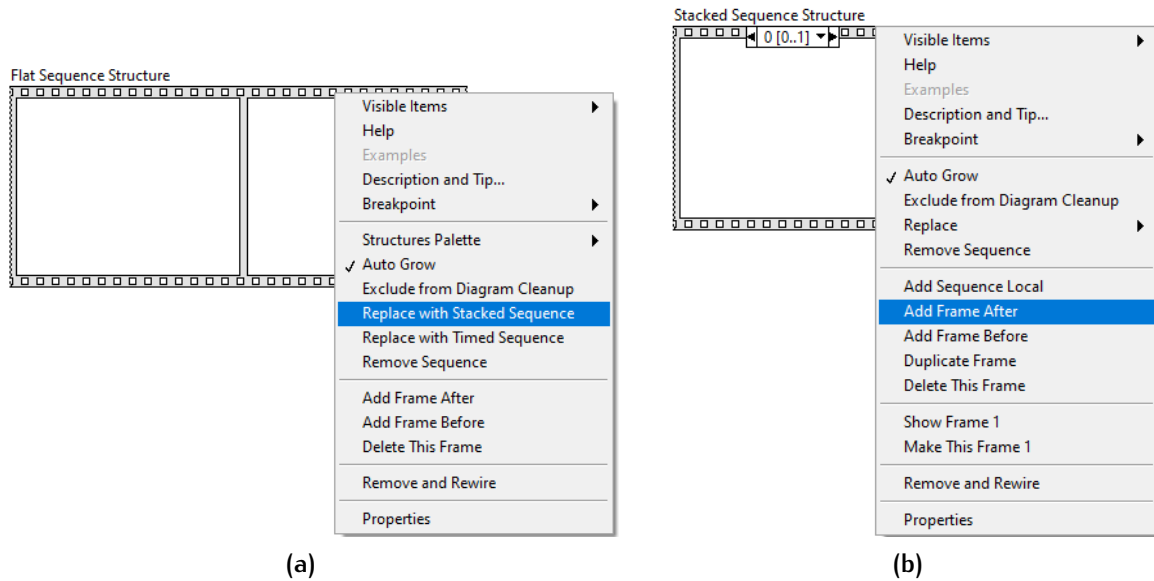 Flat Sequence Structure
Visible Items
Help
Examples
Description and Tip...
Breakpoint
Structures Palette
Auto Grow
Exclude from Diagram Cleanup
Replace with Stacked Sequence
Replace with Timed Sequence
Remove Sequence
Add Frame After
Add Frame Before
Delete This Frame
Remove and Rewire
Properties
(a)
Stacked Sequence Structure
0 [0..1]
Visible Items
Help
Examples
Description and Tip...
Breakpoint
Auto Grow
Exclude from Diagram Cleanup
Replace
Remove Sequence
Add Sequence Local
Add Frame After
Add Frame Before
Duplicate Frame
Delete This Frame
Show Frame 1
Make This Frame 1
Remove and Rewire
Properties
(b)